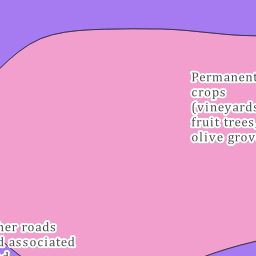 Permanent
crops
(vineyards
fruit trees
olive grov
her roads
d associated
d